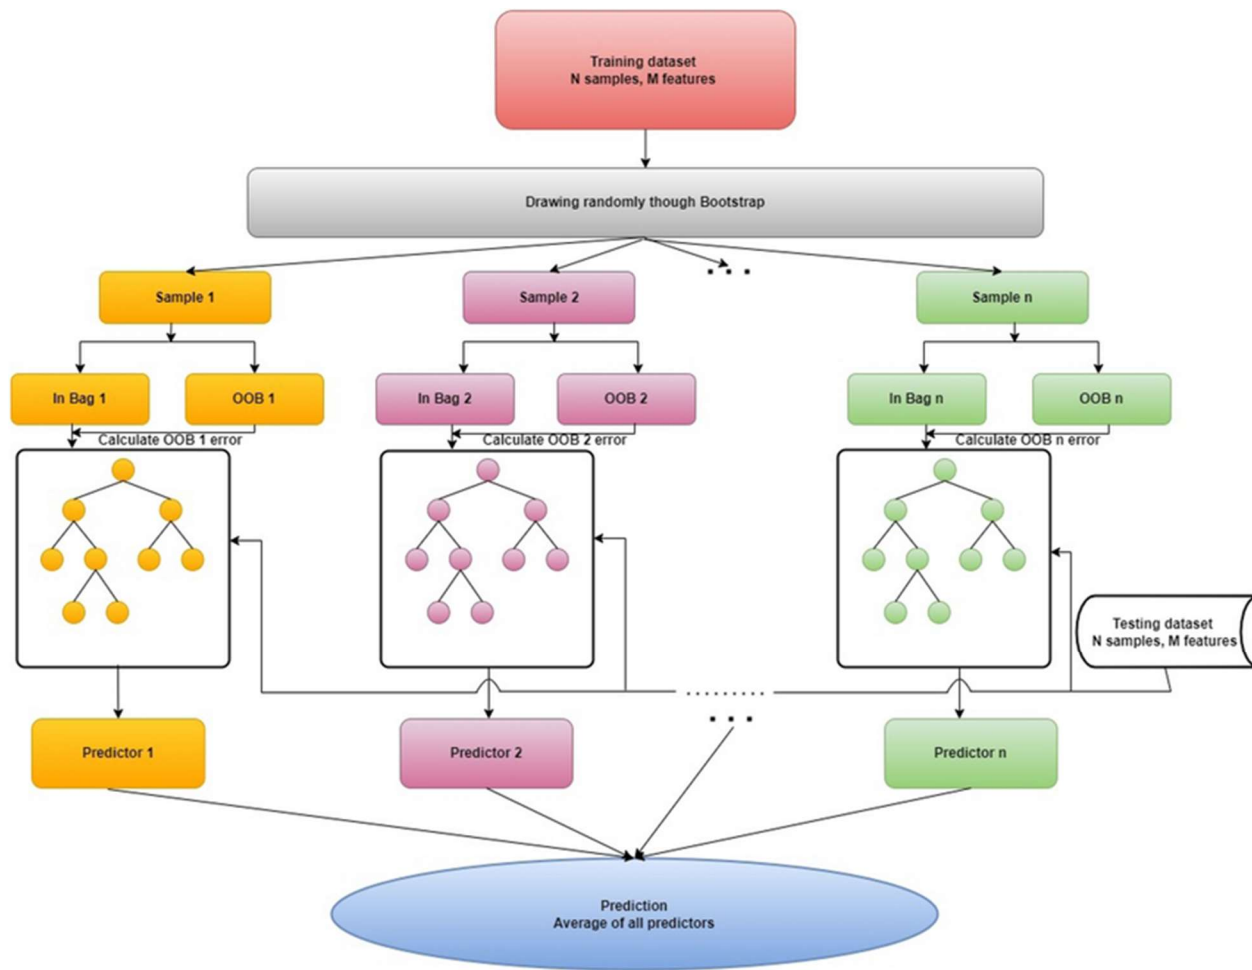 Training dataset
N samples, M features
Drawing randomly though Bootstrap
Sample 1
Sample 2
Sample n
In Bag 1
OOB 1
In Bag 2
OOB 2
In Bag n
OOB n
Calculate OOB 1 error
Calculate OOB 2 error
Calculate OOB n error
Testing dataset
N samples, M features
Predictor 1
Predictor 2
Predictor n
Prediction
Average of all predictors